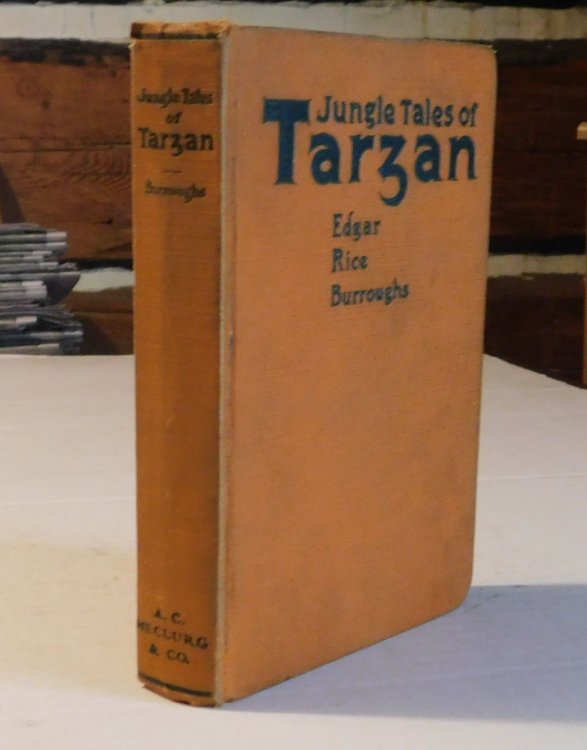 Jungle Tales
of
Tarzan
Burroughs
A. C.
McCLURG
& CO.
Jungle Tales of
Tarzan
Edgar
Rice
Burroughs